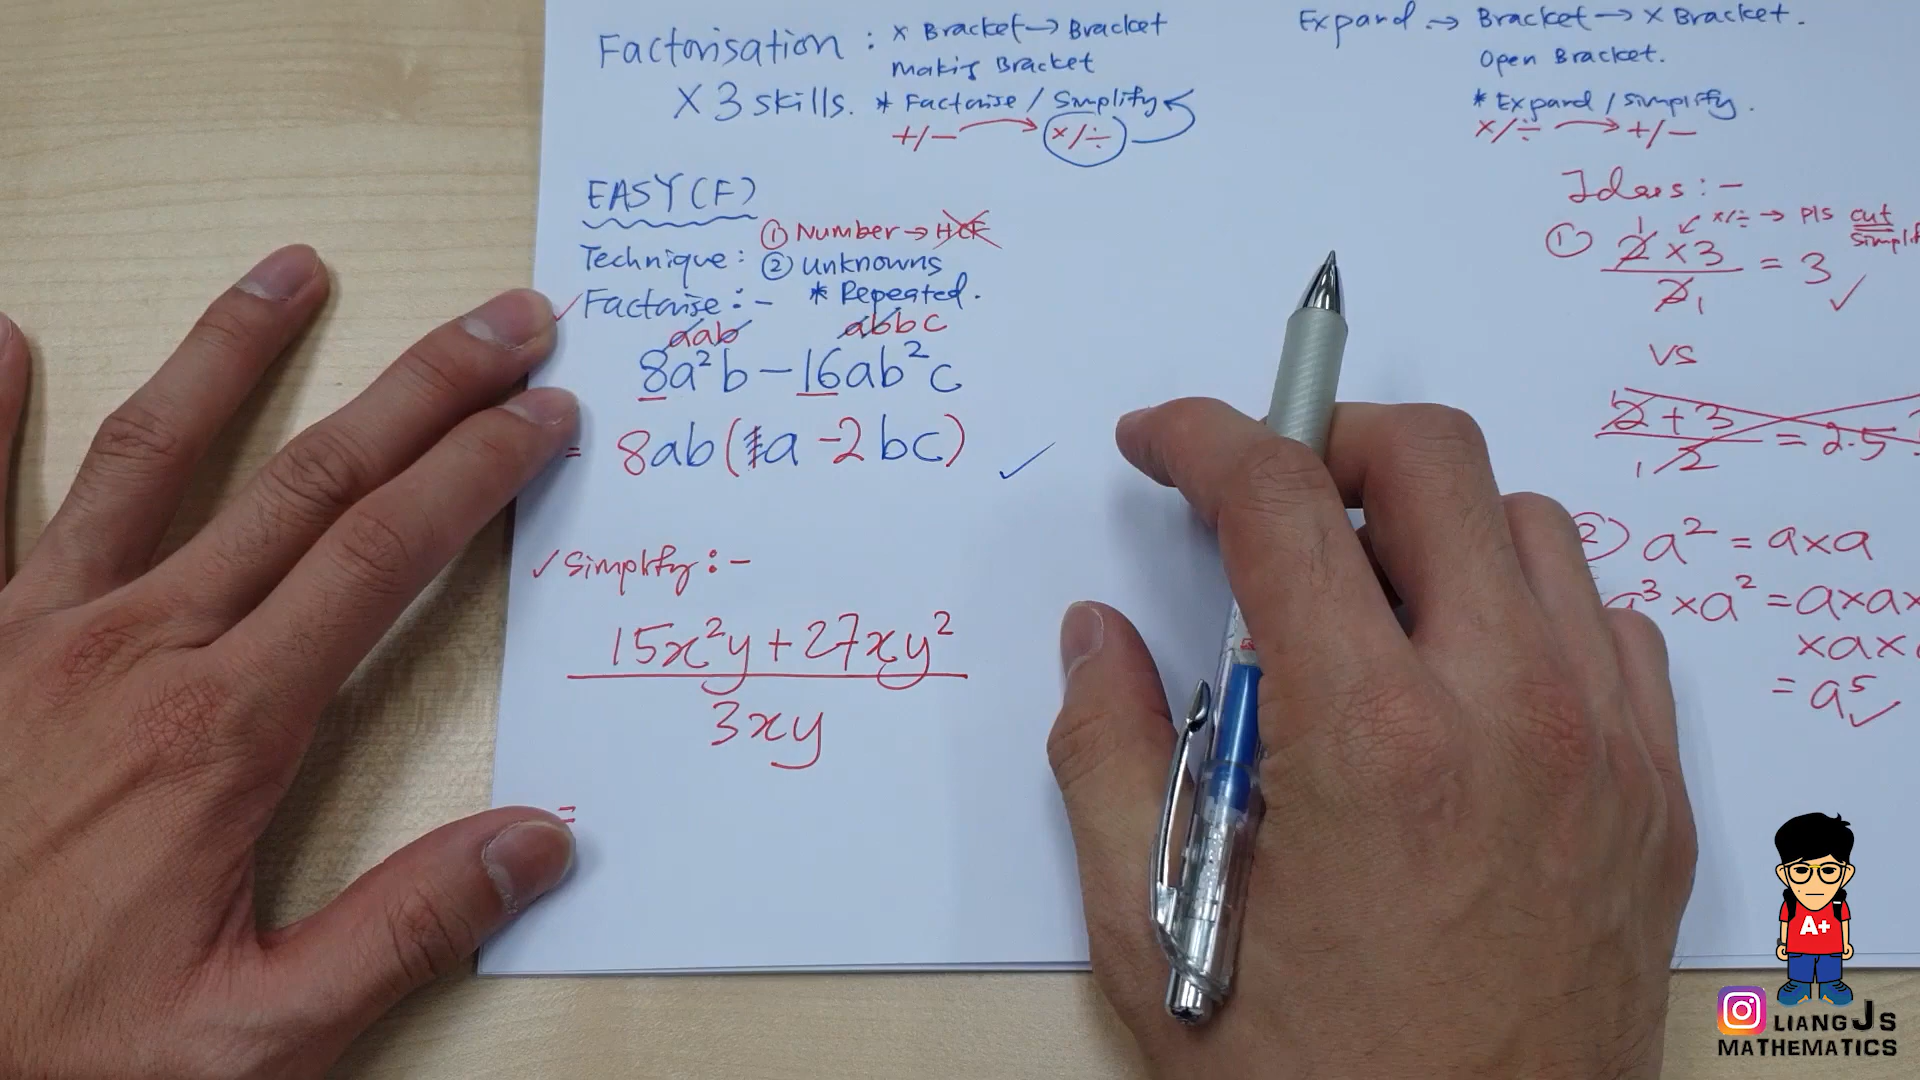 Factorisation : x Bracket → Bracket
Making Bracket
x 3 skills. * Factorise / Simplify
+/- → x/÷
EASY (F)
Technique: ① Number → HCF
② unknowns
* Repeated.
✓ Factorise :-
aab abbc
8a²b - 16ab²c
= 8ab(1a - 2bc) ✓
✓ Simplify :-
15x²y + 27xy²
3xy
=
Expand → Bracket → x Bracket.
Open Bracket.
* Expand / simplify.
x/÷ → +/-
Ideas :-
① x/÷ → pls cut
2 x 3 / 2 = 3 ✓
vs
2 + 3 / 2 = 2.5
② a² = a x a
a³ x a² = a x a x
x a x
= a⁵ ✓
A+
LIANGJS
MATHEMATICS